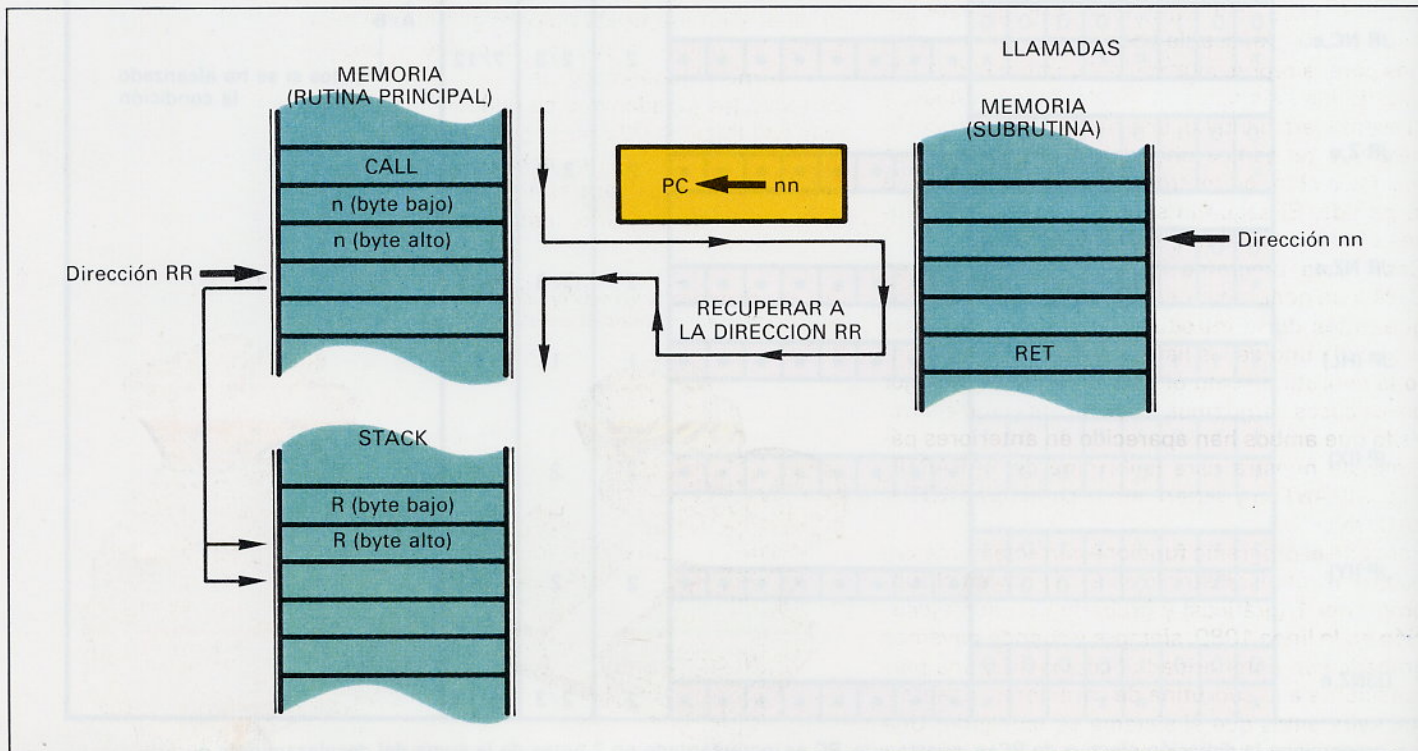 LLAMADAS
MEMORIA
(RUTINA PRINCIPAL)
CALL
n (byte bajo)
n (byte alto)
Dirección RR
PC nn
MEMORIA
(SUBRUTINA)
Dirección nn
RECUPERAR A
LA DIRECCION RR
RET
STACK
R (byte bajo)
R (byte alto)